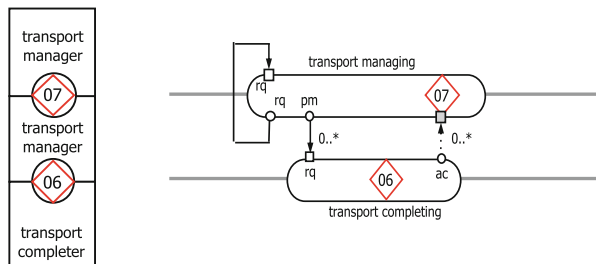 transport
manager
07
transport
manager
06
transport
completer
transport managing
rq
rq
pm
07
0..*
0..*
rq
06
ac
transport completing